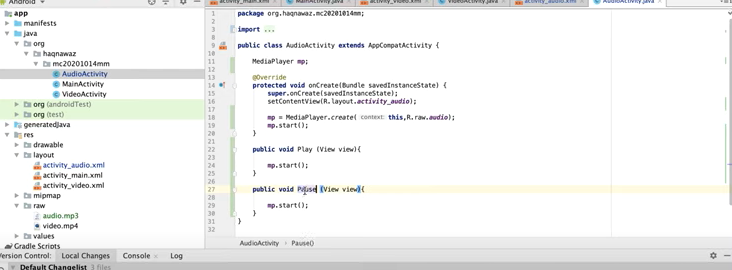 Android
activity_main.xml
activity_audio.xml
AudioActivity.java
app
manifests
java
org
haqnawaz
mc20201014mm
AudioActivity
MainActivity
VideoActivity
org (androidTest)
org (test)
generatedJava
res
drawable
layout
activity_audio.xml
activity_main.xml
activity_video.xml
mipmap
raw
audio.mp3
video.mp4
values
Gradle Scripts
1 package org.haqnawaz.mc20201014mm;
2
3 import ...
8
9 public class AudioActivity extends AppCompatActivity {
10
11 MediaPlayer mp;
12
13 @Override
14 protected void onCreate(Bundle savedInstanceState) {
15 super.onCreate(savedInstanceState);
16 setContentView(R.layout.activity_audio);
17
18 mp = MediaPlayer.create( context: this,R.raw.audio);
19 mp.start();
20 }
21
22 public void Play (View view){
23
24 mp.start();
25 }
26
27 public void Pause (View view){
28
29 mp.start();
30 }
31 }
32
AudioActivity › Pause()
Version Control: Local Changes Console × Log
Default Changelist 3 files